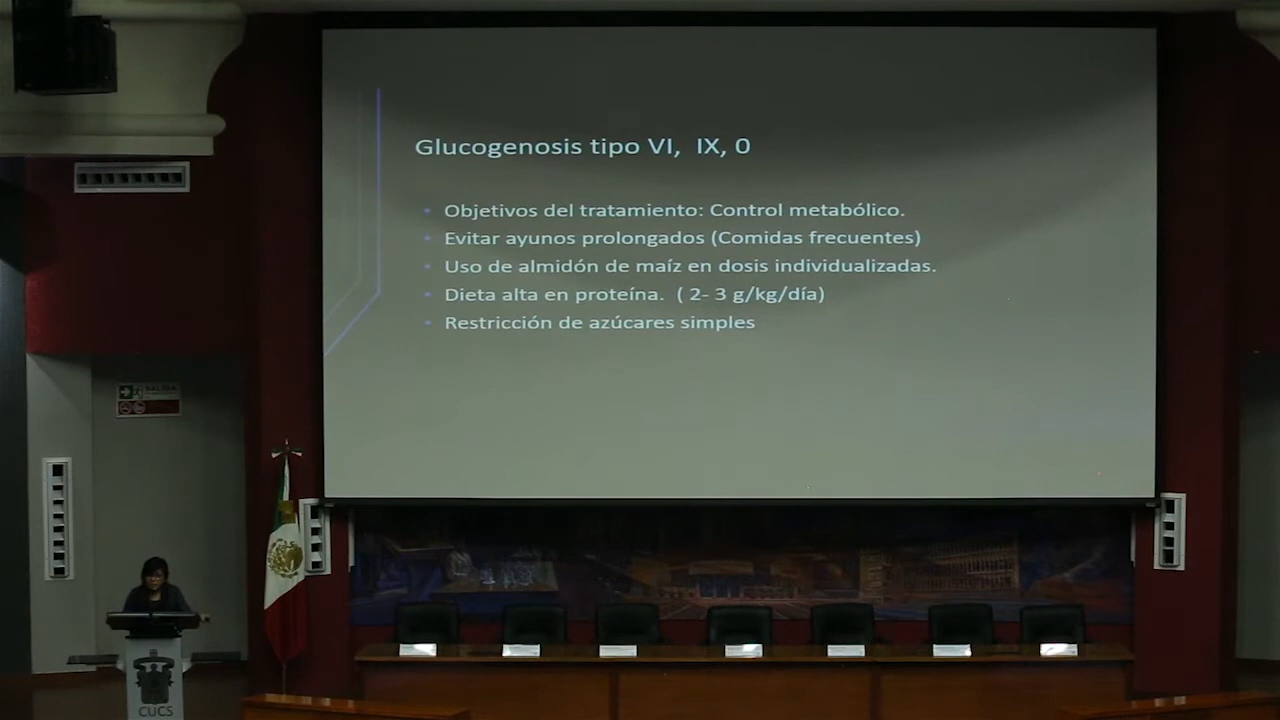 Glucogenosis tipo VI, IX, 0
• Objetivos del tratamiento: Control metabólico.
• Evitar ayunos prolongados (Comidas frecuentes)
• Uso de almidón de maíz en dosis individualizadas.
• Dieta alta en proteína. ( 2- 3 g/kg/día)
• Restricción de azúcares simples
SALIDA
CUCS